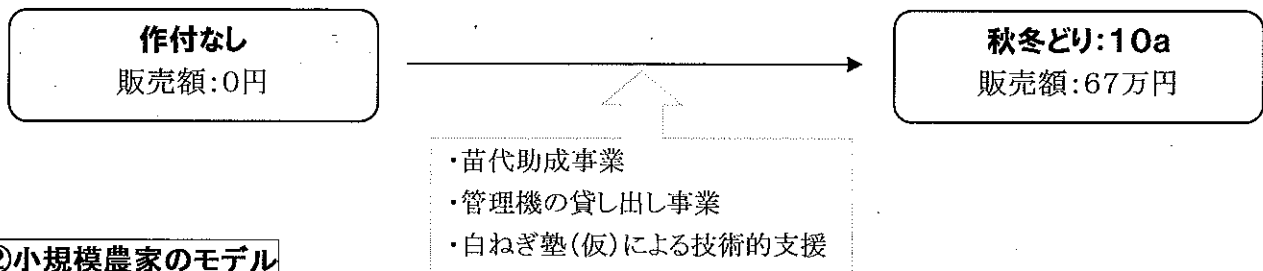 作付なし
販売額:0円
秋冬どり:10a
販売額:67万円
・苗代助成事業
・管理機の貸し出し事業
・白ねぎ塾(仮)による技術的支援
②小規模農家のモデル